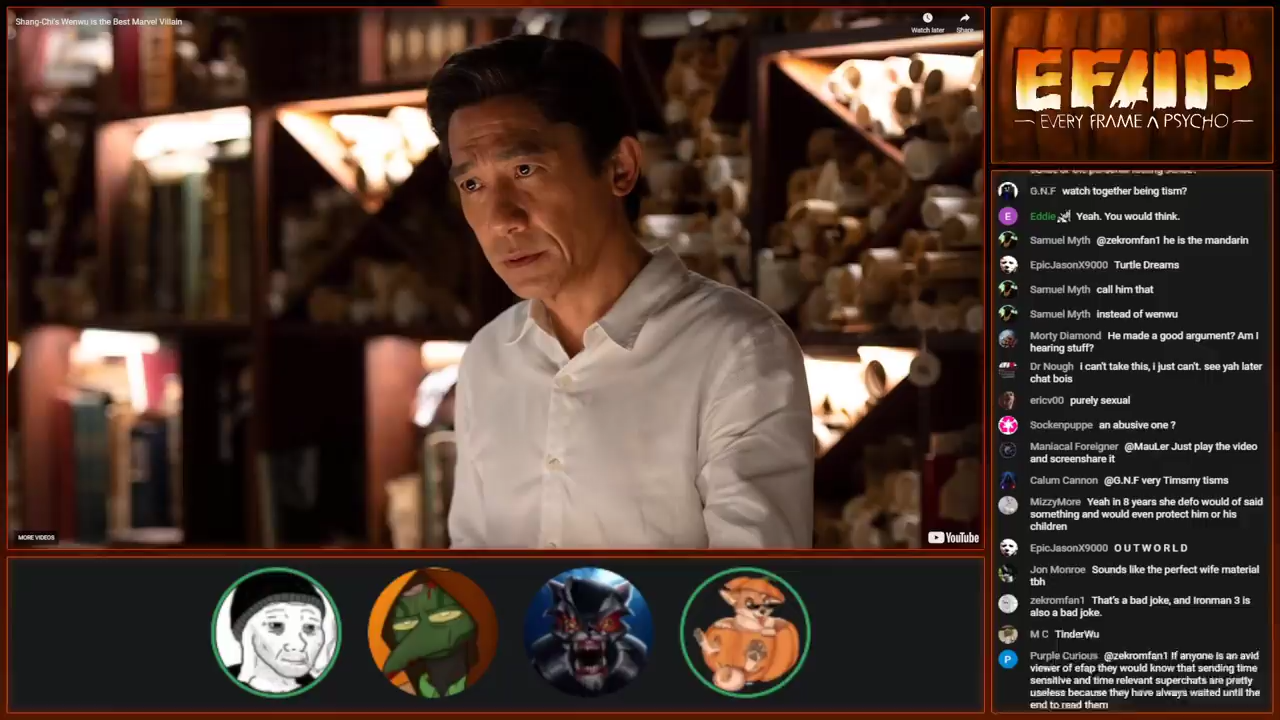 Shang-Chi's Wenwu is the Best Marvel Villain
Watch later
Share
MORE VIDEOS
YouTube
EFAP
EVERY FRAME A PSYCHO
G.N.F watch together being tism?
Eddie Yeah. You would think.
Samuel Myth @zekromfan1 he is the mandarin
EpicJasonX9000 Turtle Dreams
Samuel Myth call him that
Samuel Myth instead of wenwu
Morty Diamond He made a good argument? Am I
hearing stuff?
Dr Nough i can't take this, i just can't. see yah later
chat bois
ericv00 purely sexual
Sockenpuppe an abusive one ?
Maniacal Foreigner @MauLer Just play the video
and screenshare it
Calum Cannon @G.N.F very Timsmy tisms
MizzyMore Yeah in 8 years she defo would of said
something and would even protect him or his
children
EpicJasonX9000 O U T W O R L D
Jon Monroe Sounds like the perfect wife material
tbh
zekromfan1 That's a bad joke, and Ironman 3 is
also a bad joke.
M C TinderWu
Purple Curious @zekromfan1 If anyone is an avid
viewer of efap they would know that sending time
sensitive and time relevant superchats are pretty
useless because they have always waited until the
end to read them